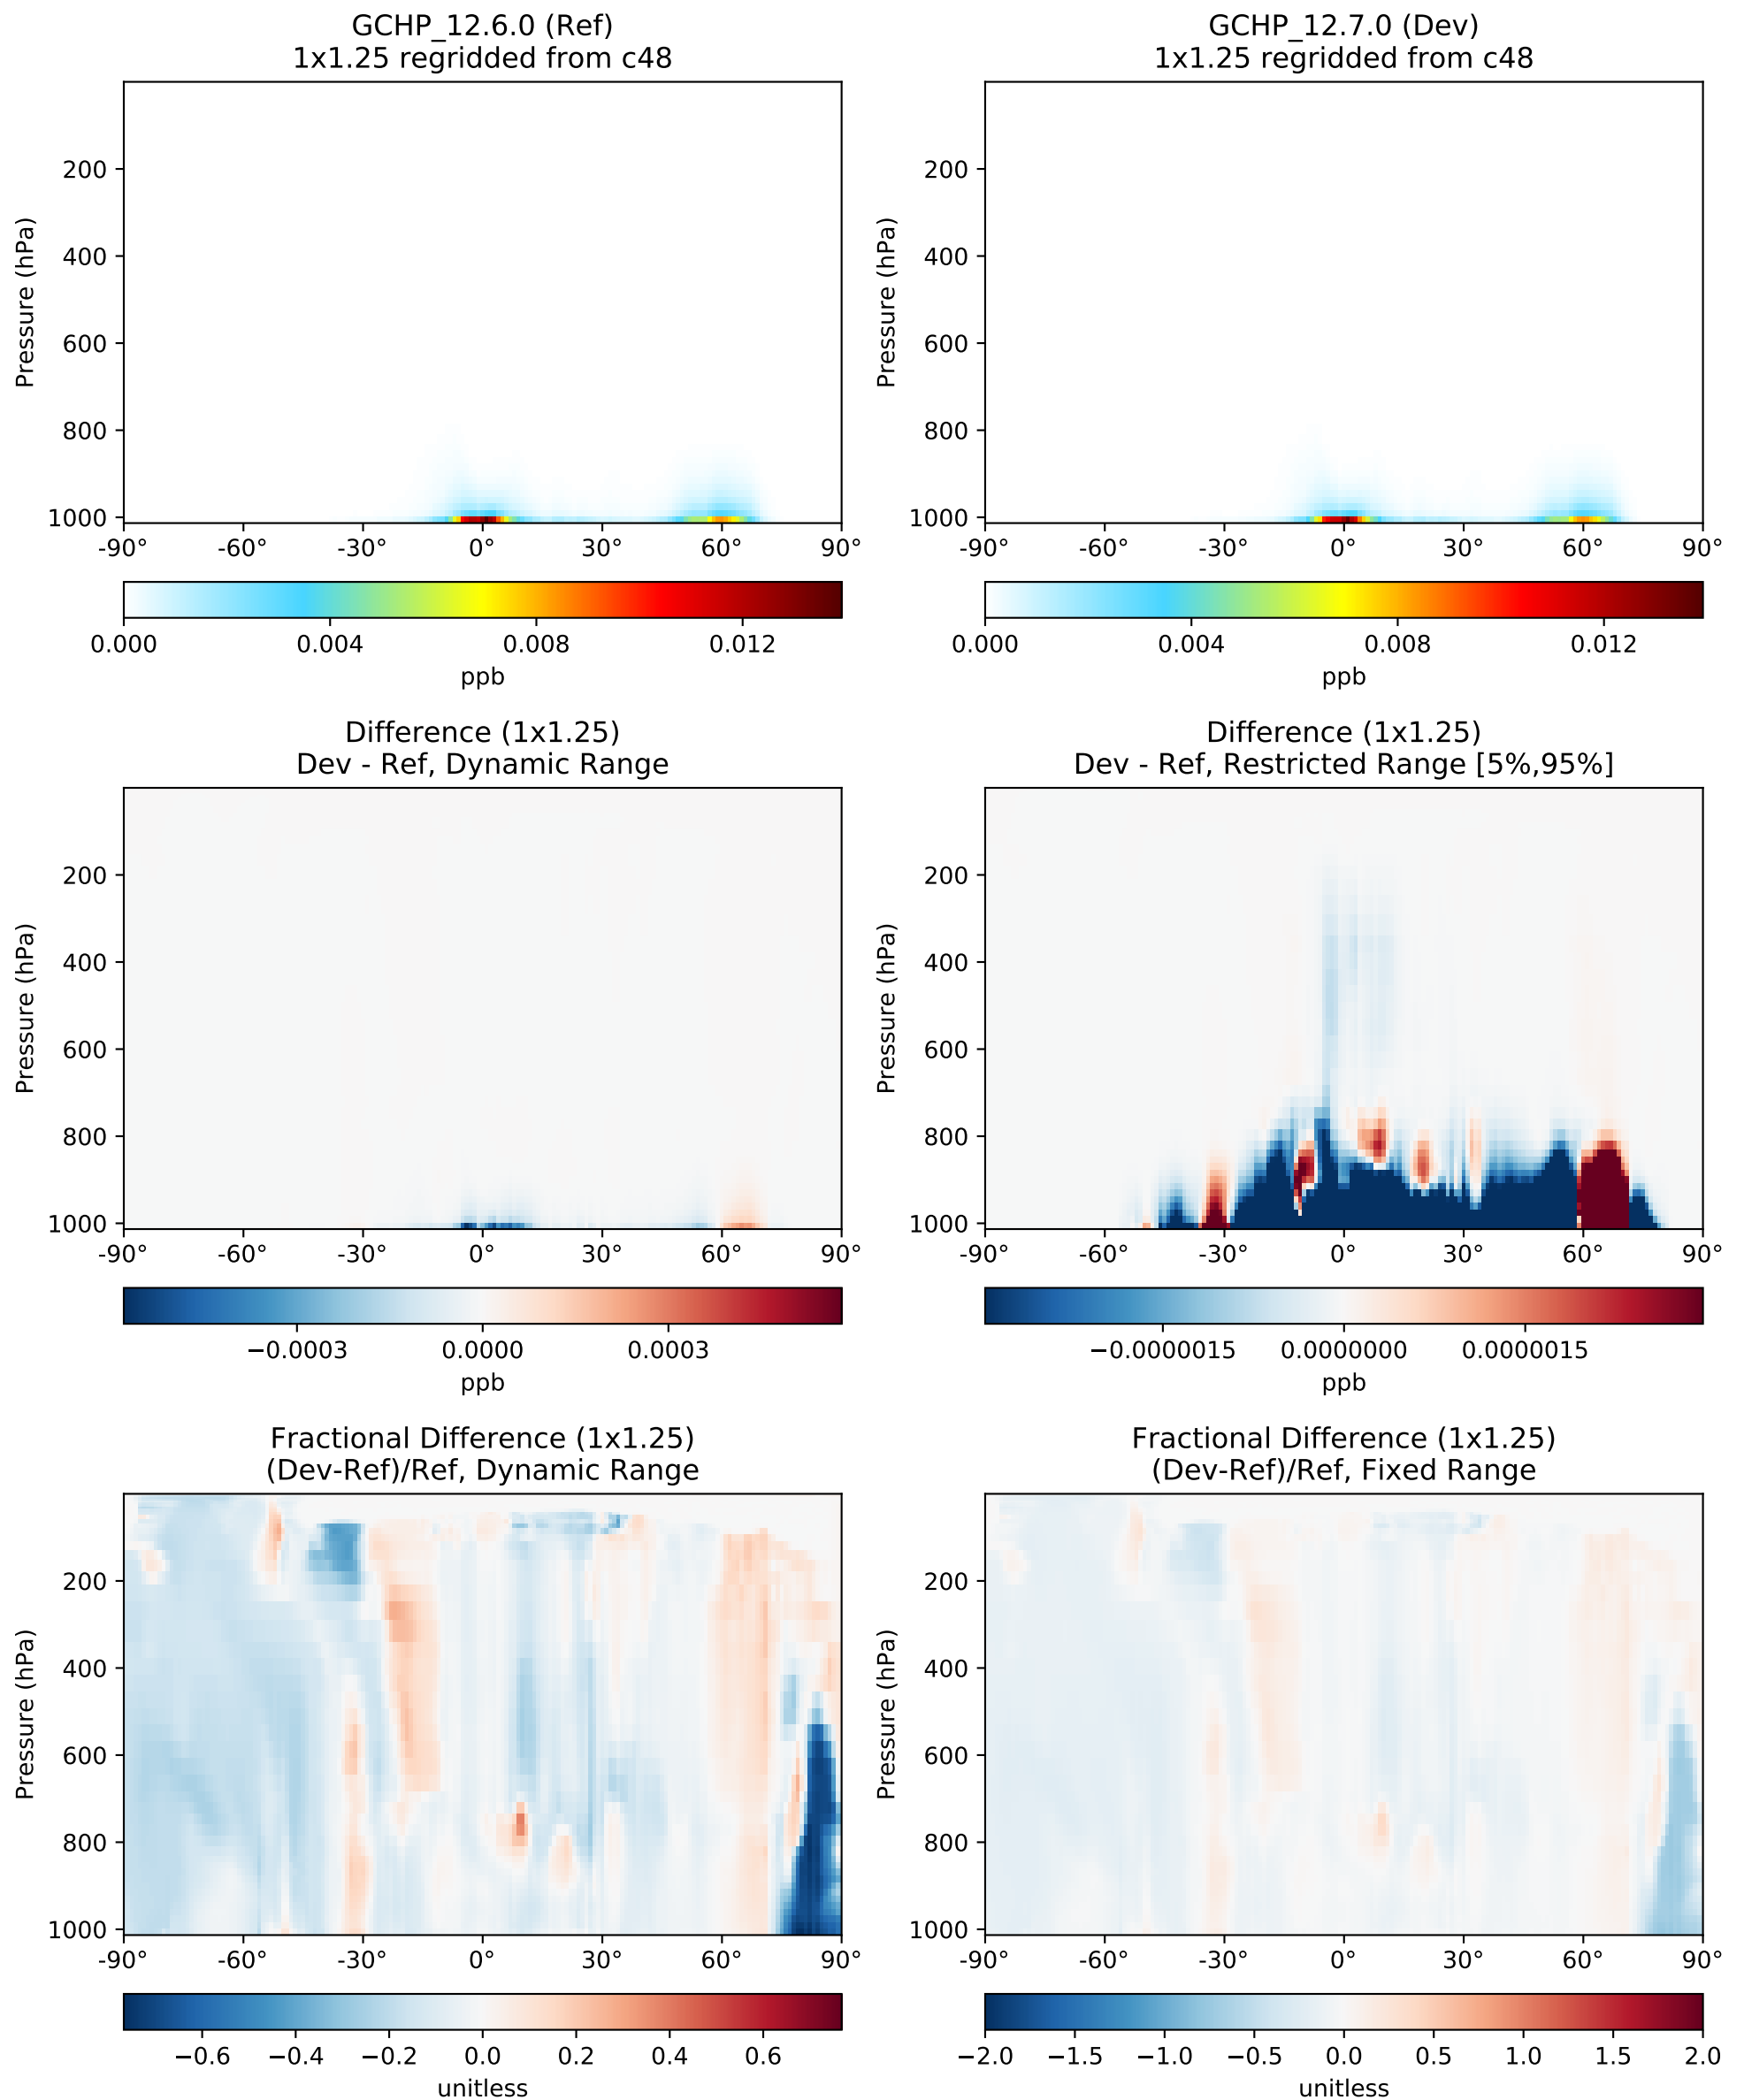 GCHP_12.6.0 (Ref)
1x1.25 regridded from c48
Pressure (hPa)
200
400
600
800
1000
-90° -60° -30° 0° 30° 60° 90°
0.000 0.004 0.008 0.012
ppb
GCHP_12.7.0 (Dev)
1x1.25 regridded from c48
Pressure (hPa)
200
400
600
800
1000
-90° -60° -30° 0° 30° 60° 90°
0.000 0.004 0.008 0.012
ppb
Difference (1x1.25)
Dev - Ref, Dynamic Range
Pressure (hPa)
200
400
600
800
1000
-90° -60° -30° 0° 30° 60° 90°
−0.0003 0.0000 0.0003
ppb
Difference (1x1.25)
Dev - Ref, Restricted Range [5%,95%]
Pressure (hPa)
200
400
600
800
1000
-90° -60° -30° 0° 30° 60° 90°
−0.0000015 0.0000000 0.0000015
ppb
Fractional Difference (1x1.25)
(Dev-Ref)/Ref, Dynamic Range
Pressure (hPa)
200
400
600
800
1000
-90° -60° -30° 0° 30° 60° 90°
−0.6 −0.4 −0.2 0.0 0.2 0.4 0.6
unitless
Fractional Difference (1x1.25)
(Dev-Ref)/Ref, Fixed Range
Pressure (hPa)
200
400
600
800
1000
-90° -60° -30° 0° 30° 60° 90°
−2.0 −1.5 −1.0 −0.5 0.0 0.5 1.0 1.5 2.0
unitless